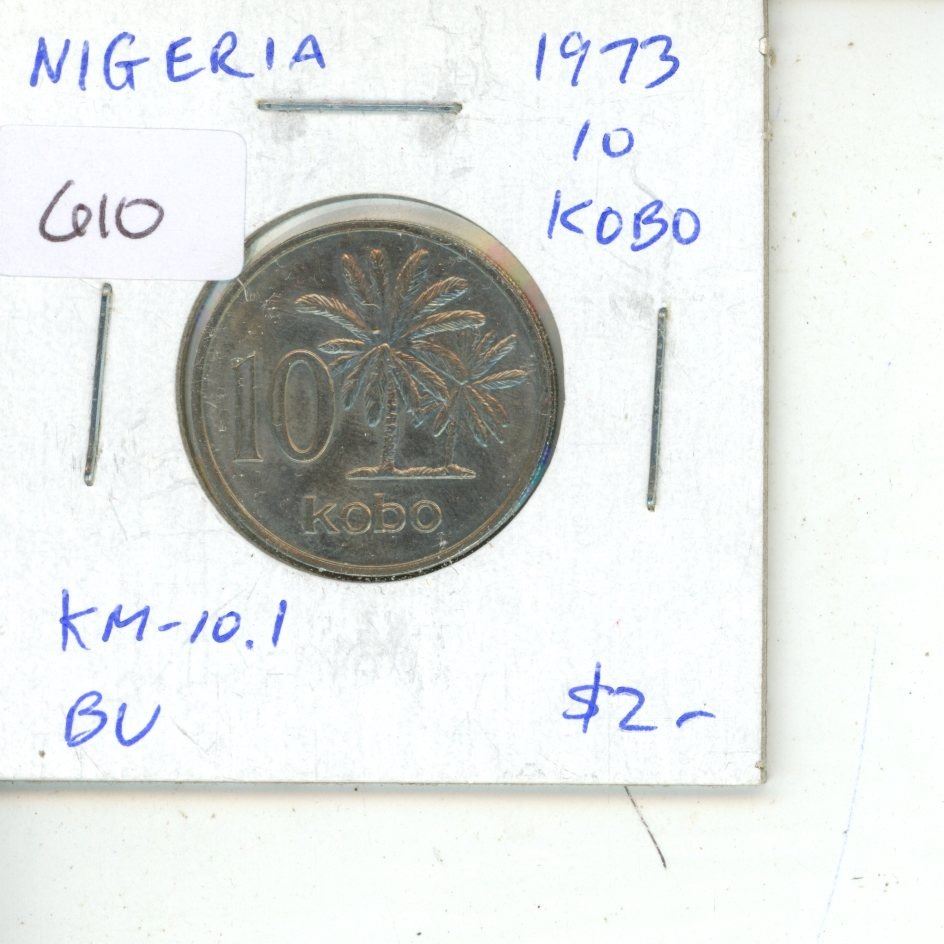 NIGERIA
1973
10
KOBO
610
10
kobo
KM-10.1
BU
$2-